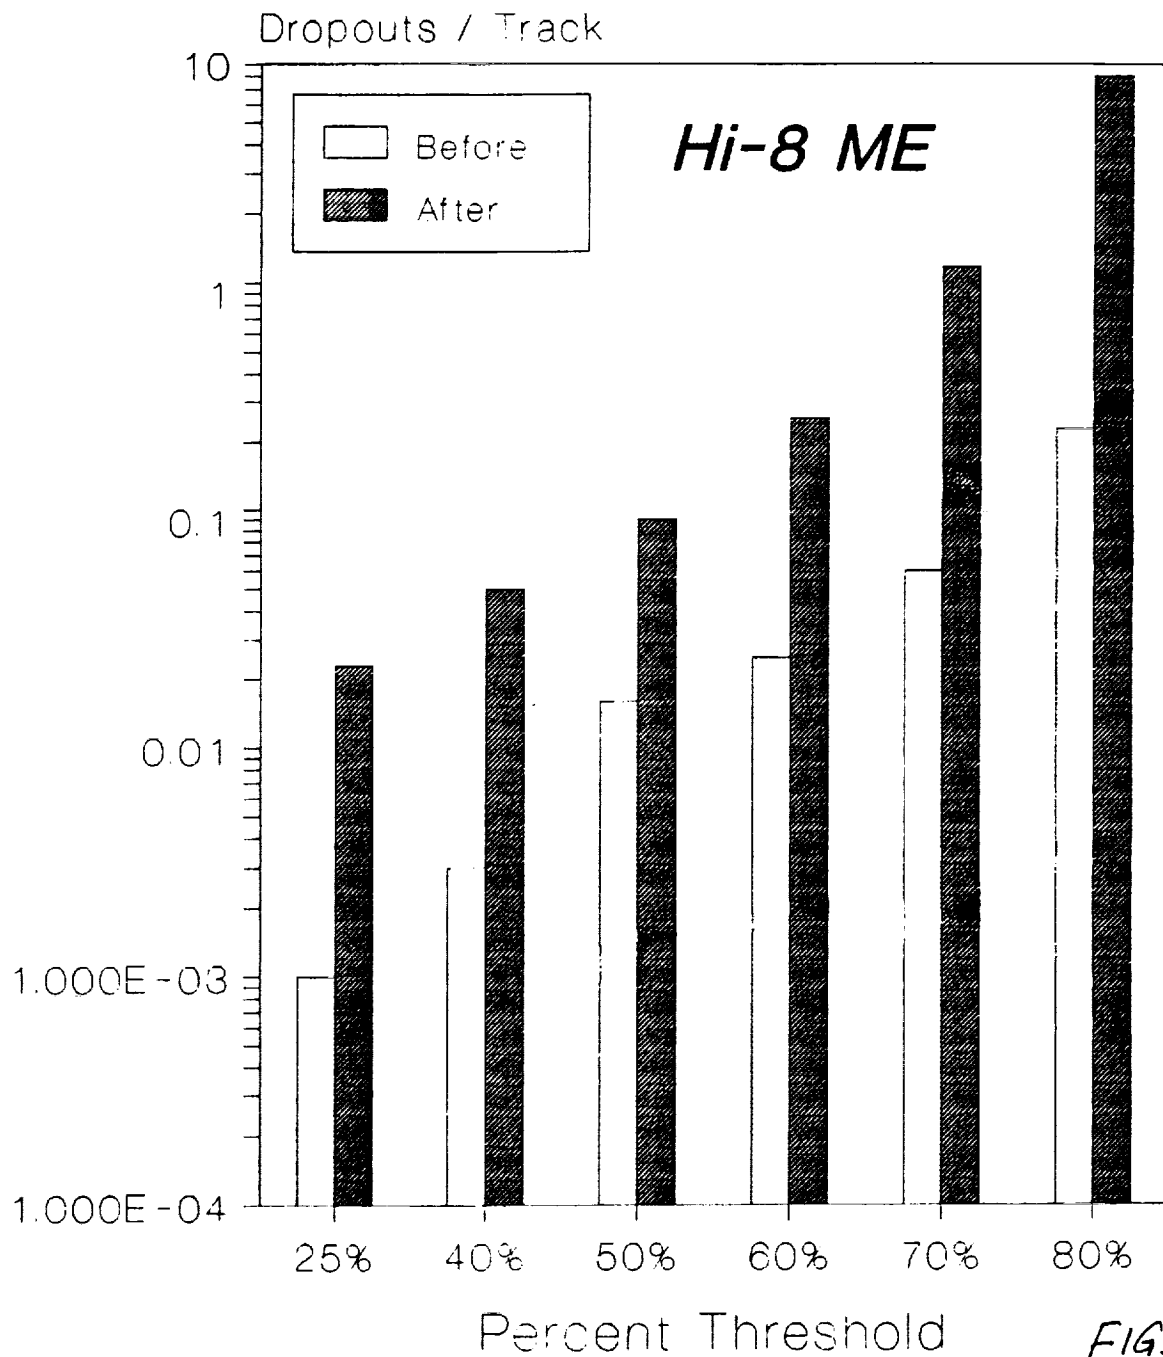 Dropouts / Track
10
Before
After
Hi-8 ME
1
0.1
0.01
1.000E-03
1.000E-04
25% 40% 50% 60% 70% 80%
Percent Threshold
FIG.